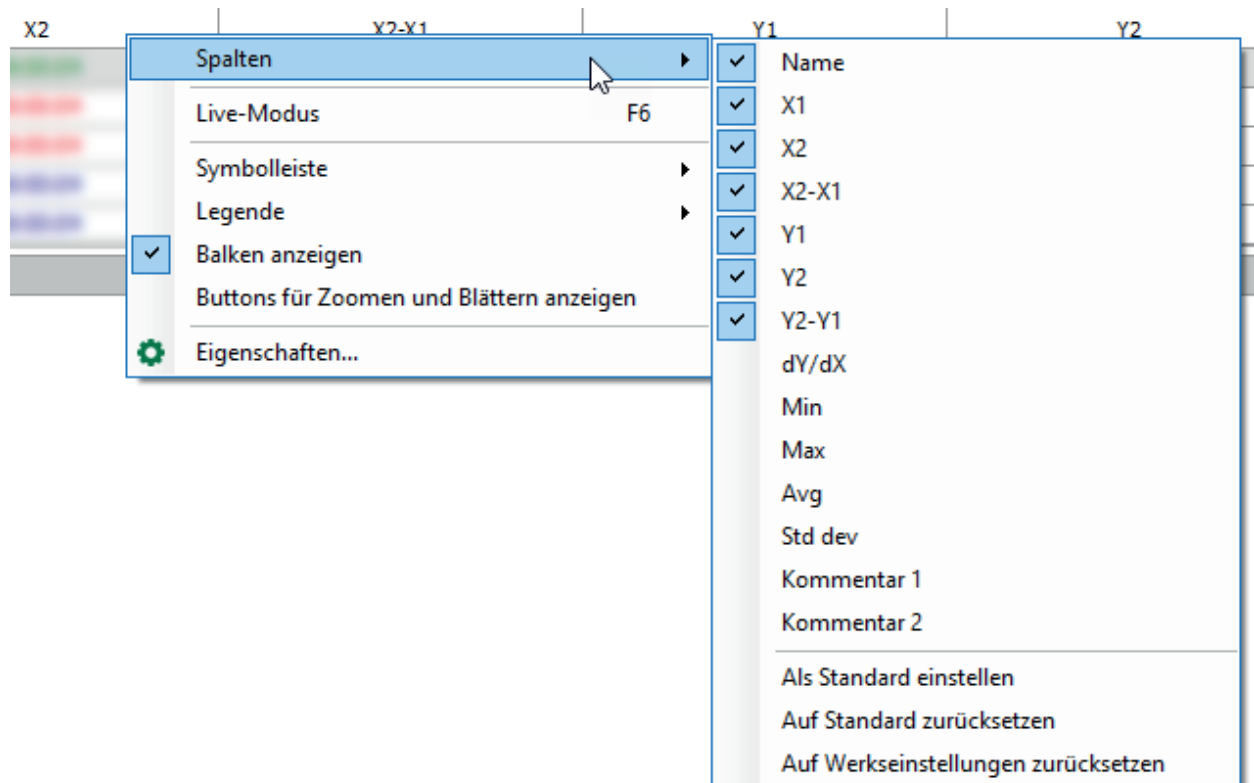 X2 X2-X1 Y1 Y2
Spalten
Live-Modus F6
Symbolleiste
Legende
Balken anzeigen
Buttons für Zoomen und Blättern anzeigen
Eigenschaften...
Name
X1
X2
X2-X1
Y1
Y2
Y2-Y1
dY/dX
Min
Max
Avg
Std dev
Kommentar 1
Kommentar 2
Als Standard einstellen
Auf Standard zurücksetzen
Auf Werkseinstellungen zurücksetzen